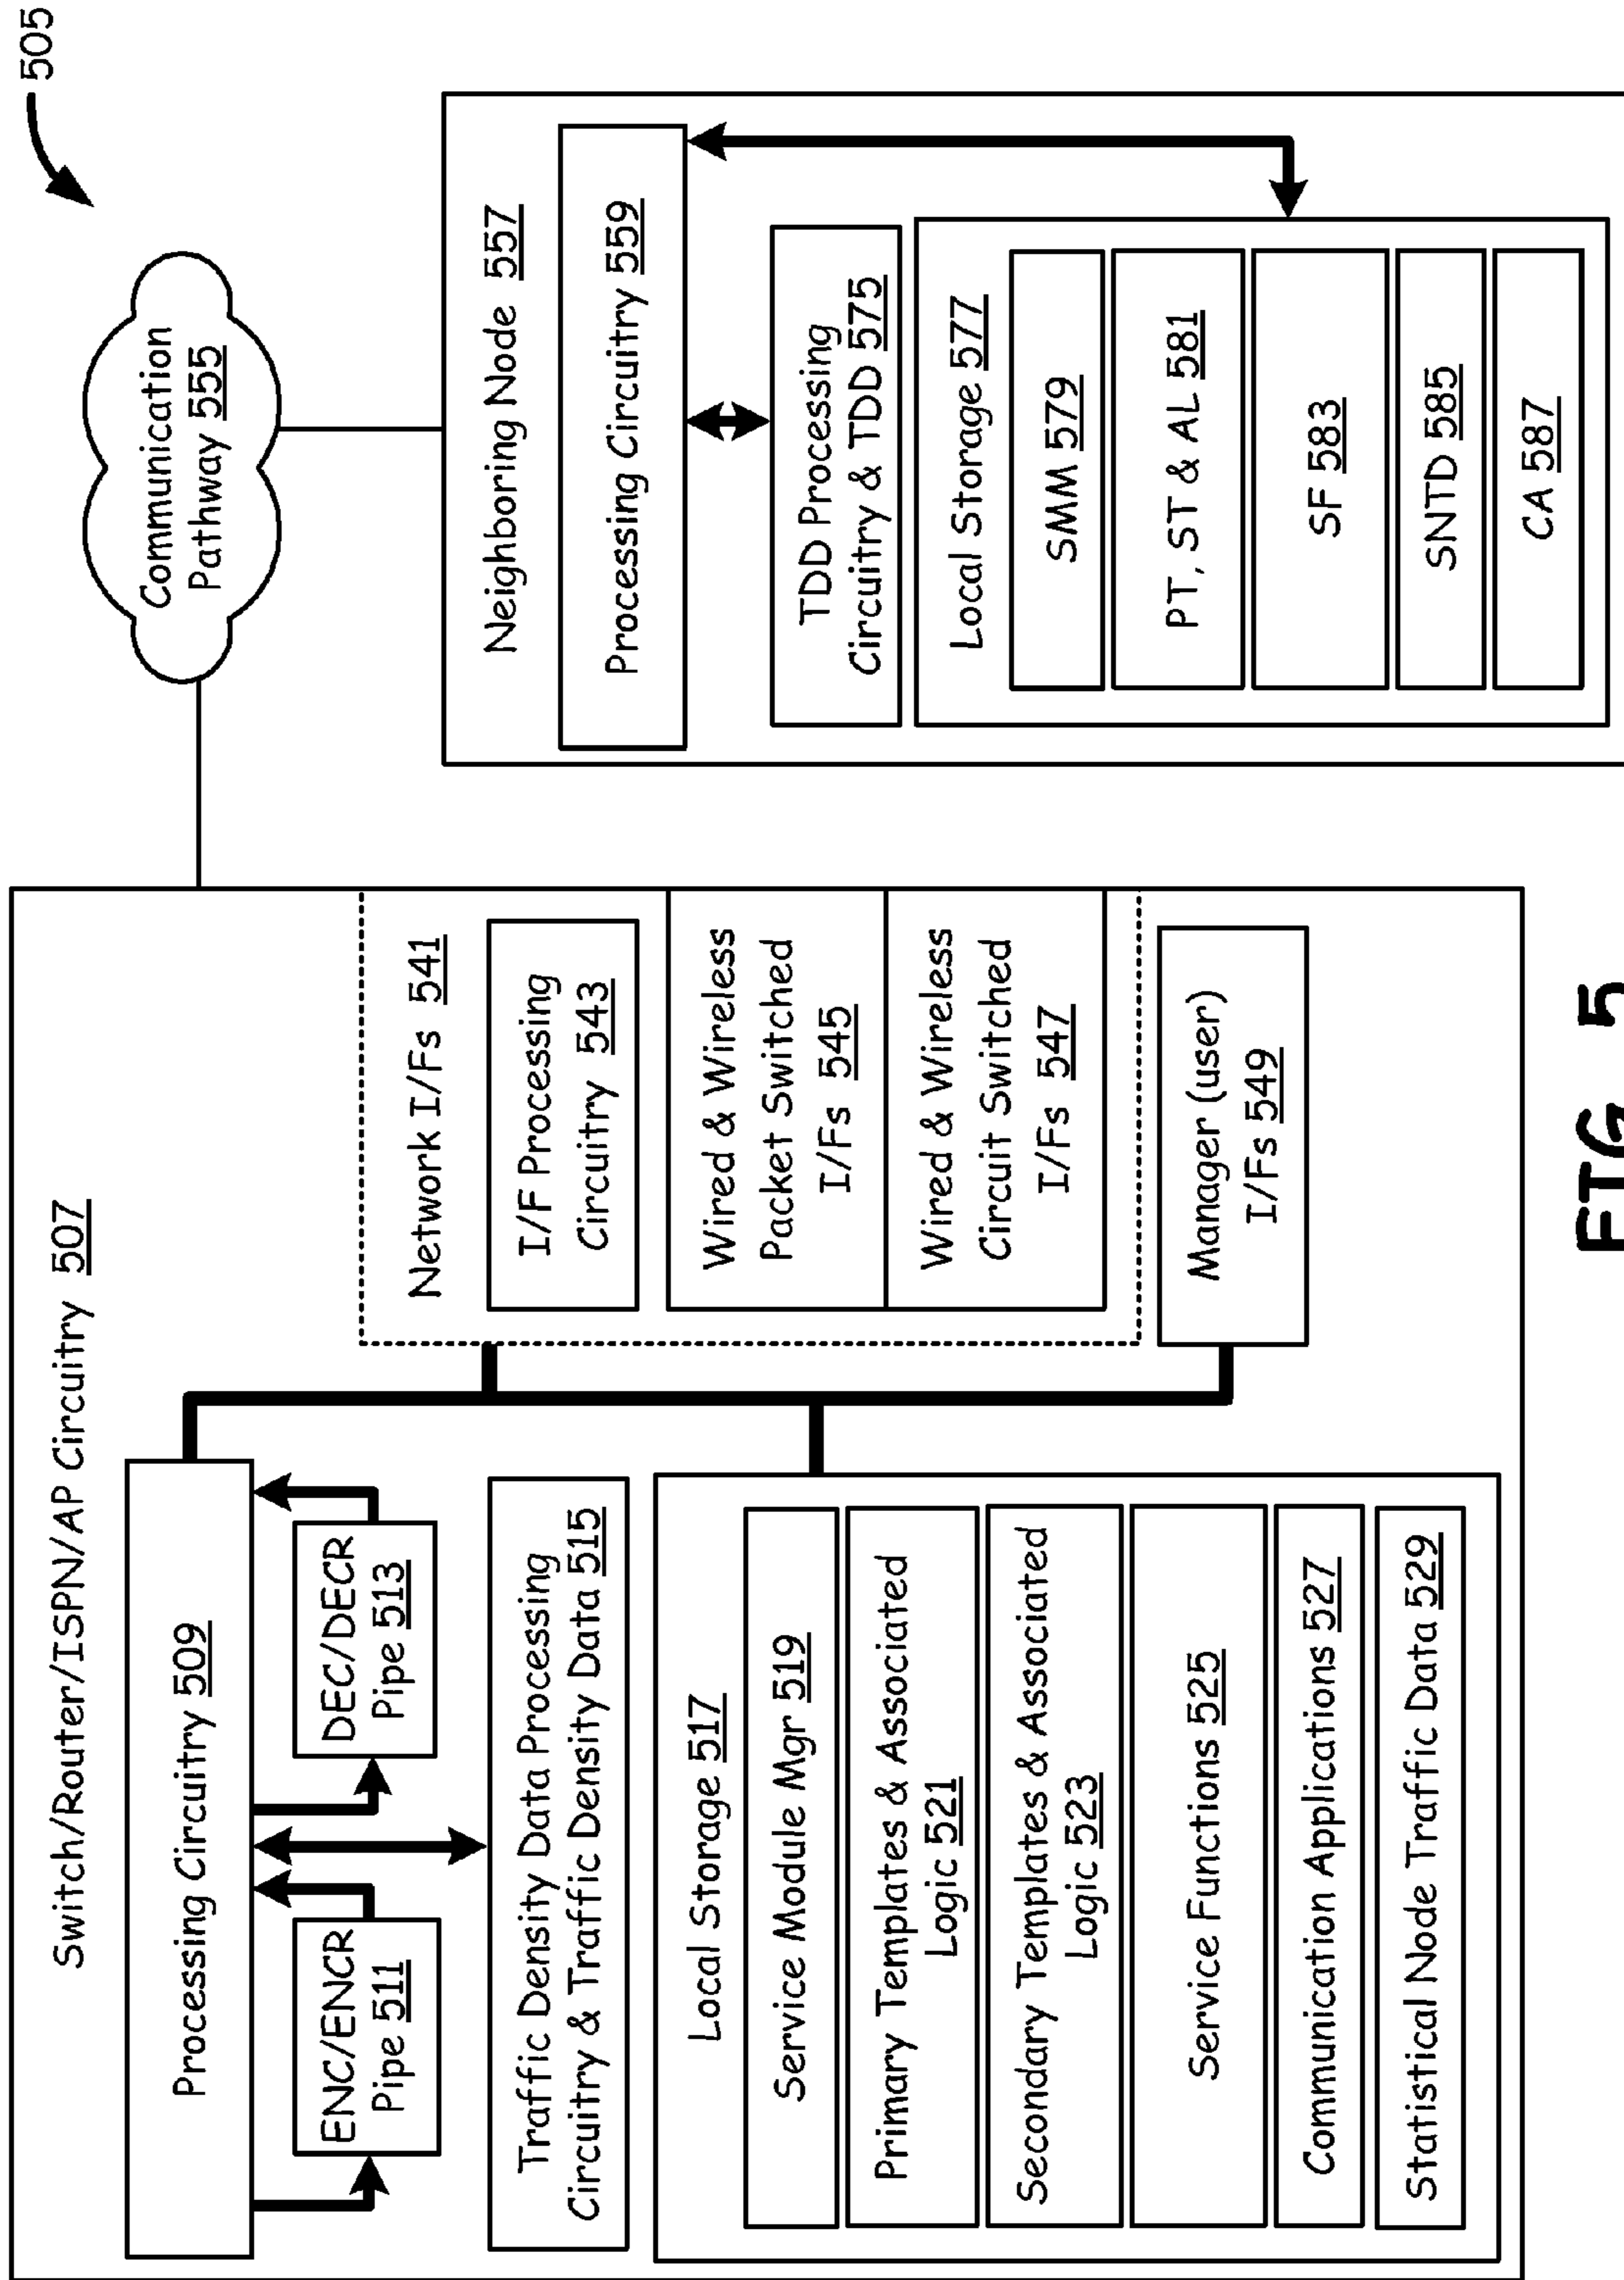 505
Switch/Router/ISPN/AP Circuitry 507
Processing Circuitry 509
ENC/ENCR
Pipe 511
DEC/DECR
Pipe 513
Traffic Density Data Processing
Circuitry & Traffic Density Data 515
Local Storage 517
Service Module Mgr 519
Primary Templates & Associated
Logic 521
Secondary Templates & Associated
Logic 523
Service Functions 525
Communication Applications 527
Statistical Node Traffic Data 529
Network I/Fs 541
I/F Processing
Circuitry 543
Wired & Wireless
Packet Switched
I/Fs 545
Wired & Wireless
Circuit Switched
I/Fs 547
Manager (user)
I/Fs 549
Communication
Pathway 555
Neighboring Node 557
Processing Circuitry 559
TDD Processing
Circuitry & TDD 575
Local Storage 577
SMM 579
PT, ST & AL 581
SF 583
SNTD 585
CA 587
FIG 5